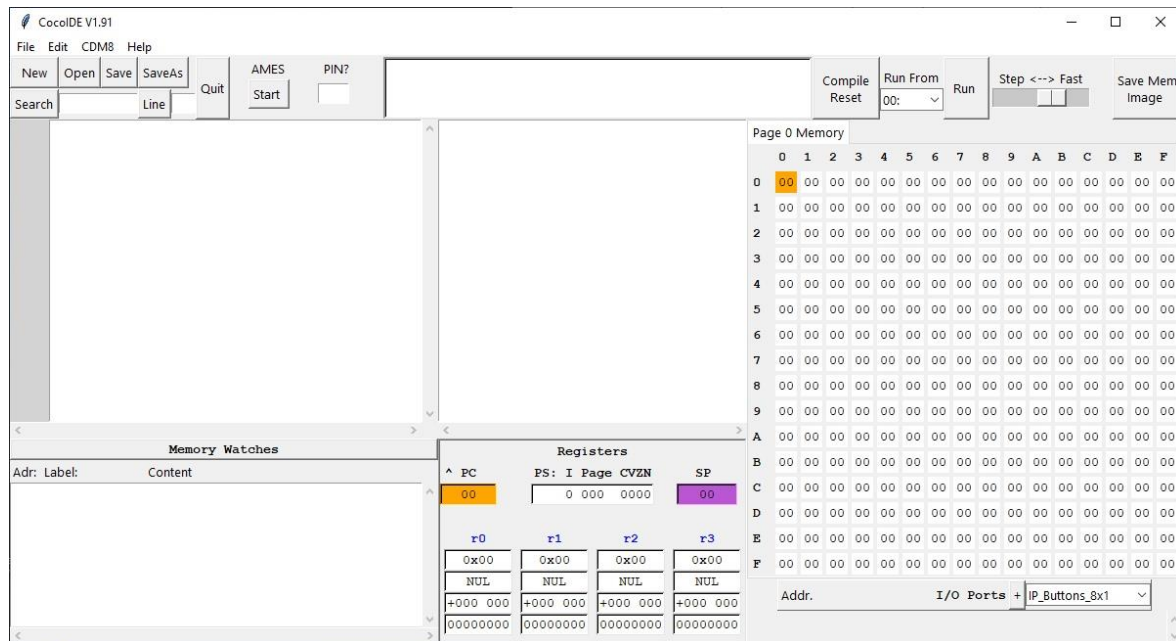 CocoIDE V1.91
File Edit CDM8 Help
New Open Save SaveAs Quit AMES PIN?
Start
Search Line
Compile Reset
Run From
00:
Run
Step <--> Fast
Save Mem
Image
Page 0 Memory
0 1 2 3 4 5 6 7 8 9 A B C D E F
0 00 00 00 00 00 00 00 00 00 00 00 00 00 00 00 00
1 00 00 00 00 00 00 00 00 00 00 00 00 00 00 00 00
2 00 00 00 00 00 00 00 00 00 00 00 00 00 00 00 00
3 00 00 00 00 00 00 00 00 00 00 00 00 00 00 00 00
4 00 00 00 00 00 00 00 00 00 00 00 00 00 00 00 00
5 00 00 00 00 00 00 00 00 00 00 00 00 00 00 00 00
6 00 00 00 00 00 00 00 00 00 00 00 00 00 00 00 00
7 00 00 00 00 00 00 00 00 00 00 00 00 00 00 00 00
8 00 00 00 00 00 00 00 00 00 00 00 00 00 00 00 00
9 00 00 00 00 00 00 00 00 00 00 00 00 00 00 00 00
A 00 00 00 00 00 00 00 00 00 00 00 00 00 00 00 00
B 00 00 00 00 00 00 00 00 00 00 00 00 00 00 00 00
C 00 00 00 00 00 00 00 00 00 00 00 00 00 00 00 00
D 00 00 00 00 00 00 00 00 00 00 00 00 00 00 00 00
E 00 00 00 00 00 00 00 00 00 00 00 00 00 00 00 00
F 00 00 00 00 00 00 00 00 00 00 00 00 00 00 00 00
Addr. I/O Ports + IP_Buttons_8x1
Memory Watches
Adr: Label: Content
Registers
^ PC PS: I Page CVZN SP
00 0 000 0000 00
r0 r1 r2 r3
0x00 0x00 0x00 0x00
NUL NUL NUL NUL
+000 000 +000 000 +000 000 +000 000
00000000 00000000 00000000 00000000